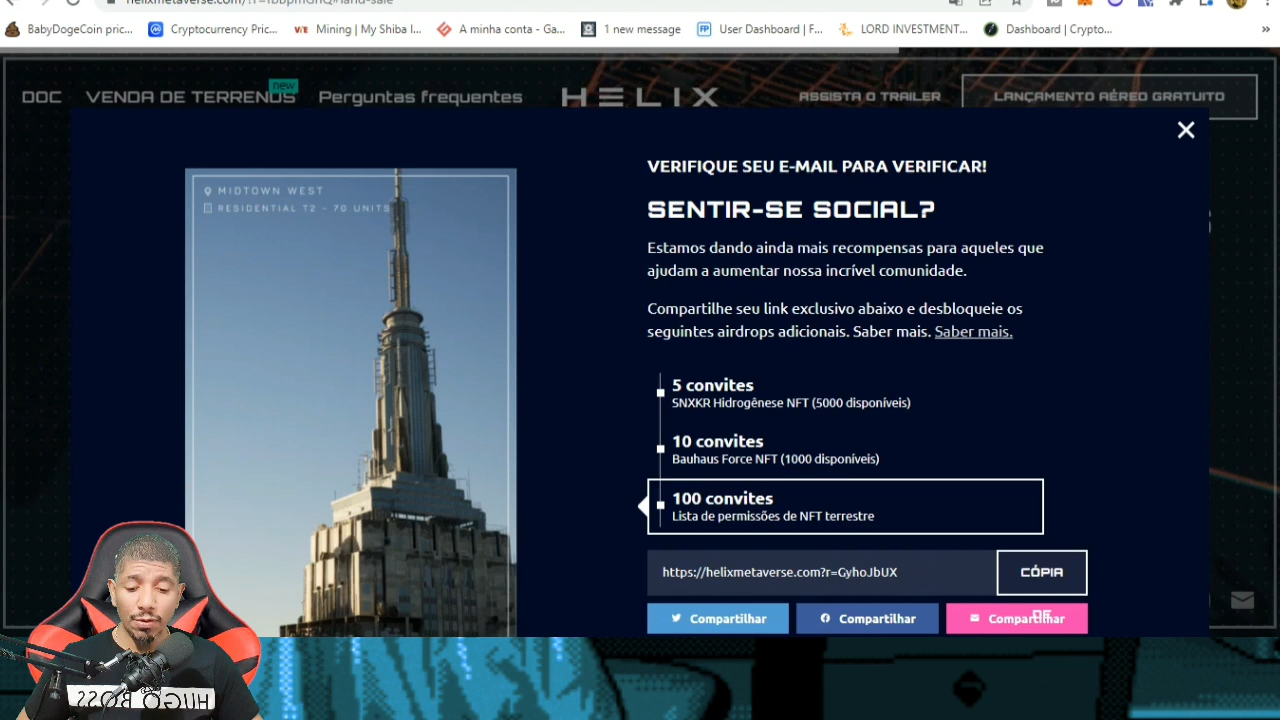 BabyDogeCoin pric...
Cryptocurrency Pric...
Mining | My Shiba I...
A minha conta - Ga...
1 new message
FP
User Dashboard | F...
LORD INVESTMENT...
Dashboard | Crypto...
»
DOC
VENDA DE TERRENOS
new
Perguntas frequentes
HELIX
ASSISTA O TRAILER
LANÇAMENTO AÉREO GRATUITO
MIDTOWN WEST
RESIDENTIAL T2 - 70 UNITS
VERIFIQUE SEU E-MAIL PARA VERIFICAR!
SENTIR-SE SOCIAL?
Estamos dando ainda mais recompensas para aqueles que
ajudam a aumentar nossa incrível comunidade.
Compartilhe seu link exclusivo abaixo e desbloqueie os
seguintes airdrops adicionais. Saber mais. Saber mais.
5 convites
SNXKR Hidrogênese NFT (5000 disponíveis)
10 convites
Bauhaus Force NFT (1000 disponíveis)
100 convites
Lista de permissões de NFT terrestre
https://helixmetaverse.com?r=GyhoJbUX
CÓPIA
Compartilhar
Compartilhar
Compartilhar
DE
HUGO BOSS